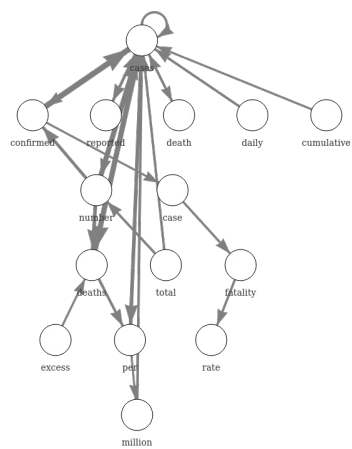 cases
confirmed
reported
death
daily
cumulative
number
case
deaths
total
fatality
excess
per
rate
million